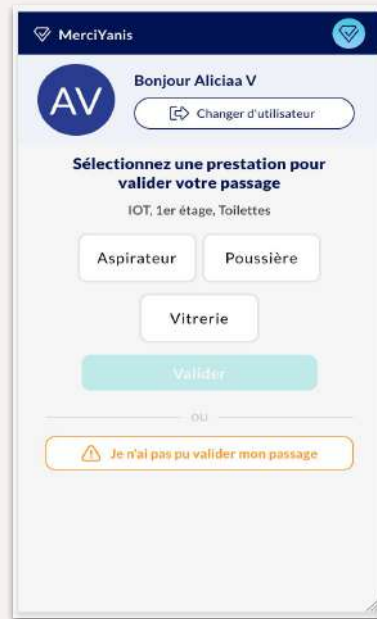 MerciYanis
AV
Bonjour Aliciaa V
Changer d'utilisateur
Sélectionnez une prestation pour
valider votre passage
IOT, 1er étage, Toilettes
Aspirateur
Poussière
Vitrerie
Valider
OU
Je n'ai pas pu valider mon passage